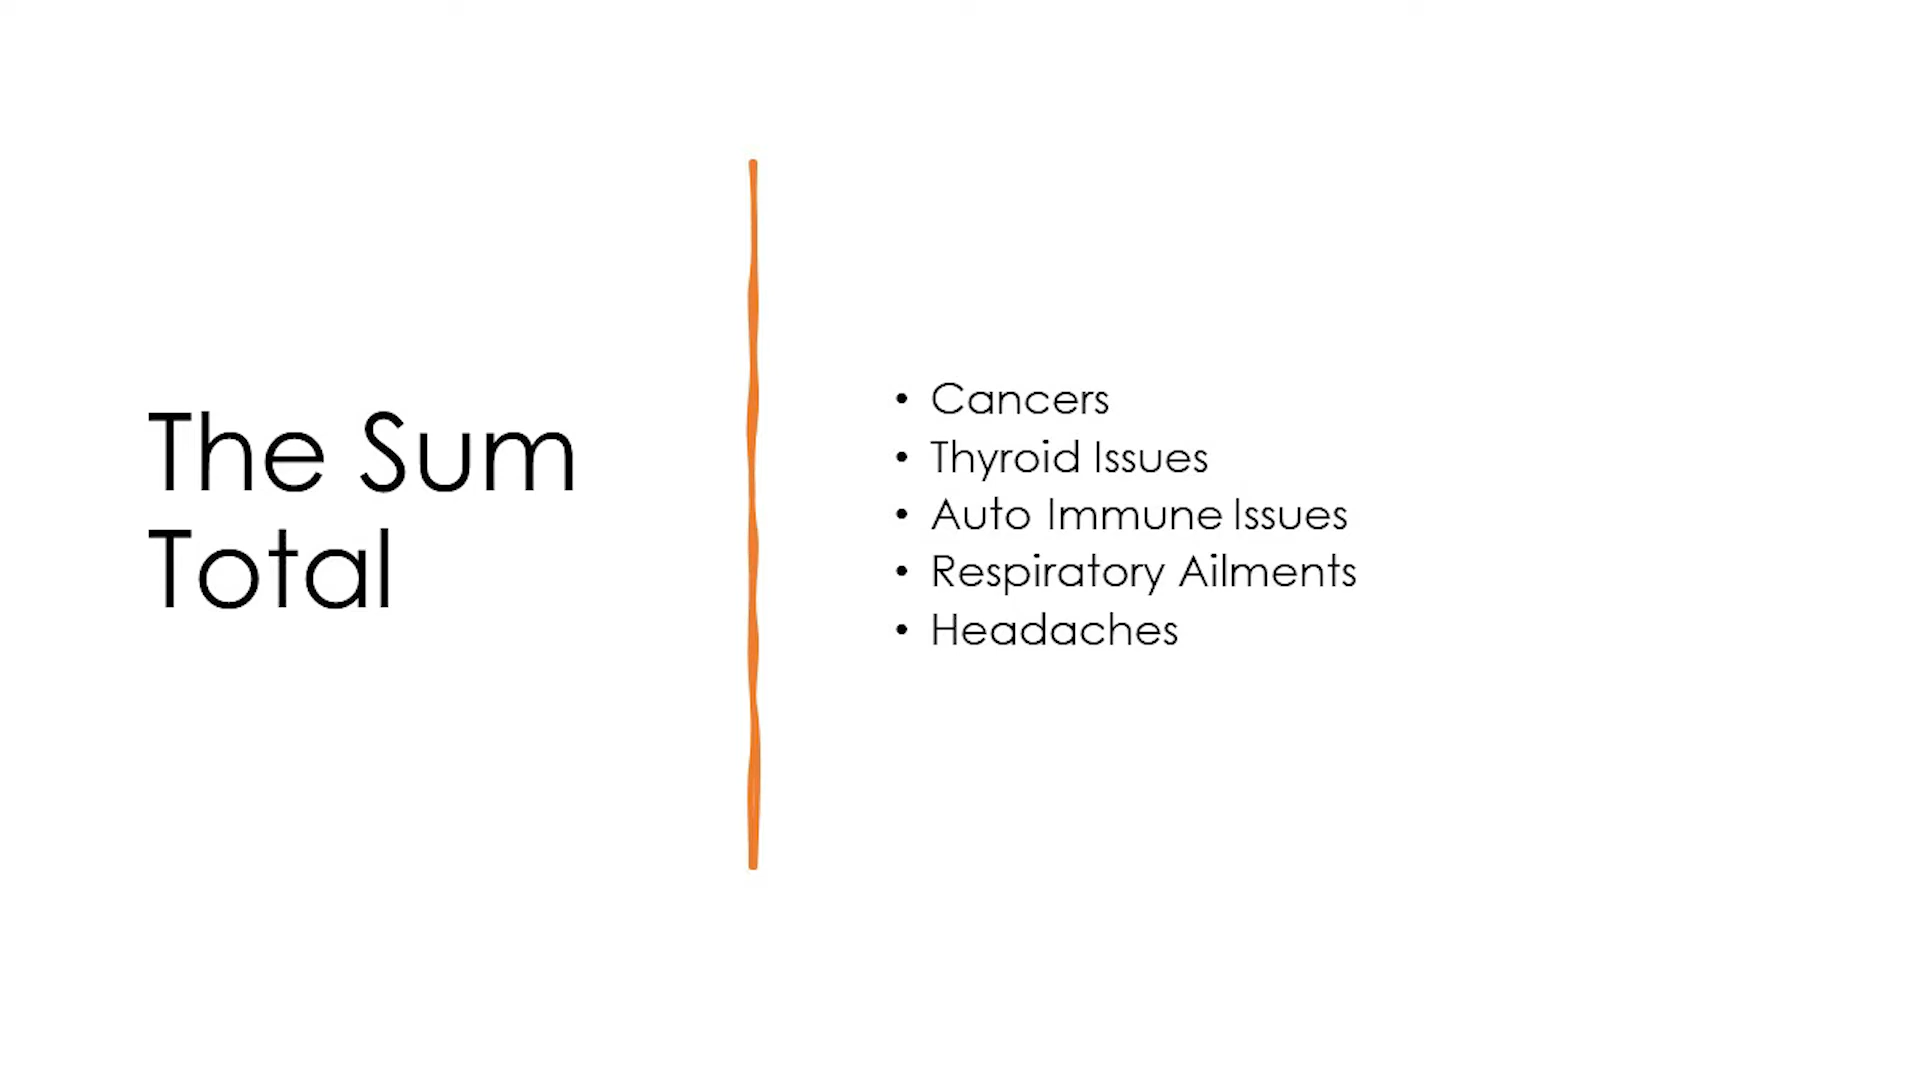 The Sum
Total
• Cancers
• Thyroid Issues
• Auto Immune Issues
• Respiratory Ailments
• Headaches